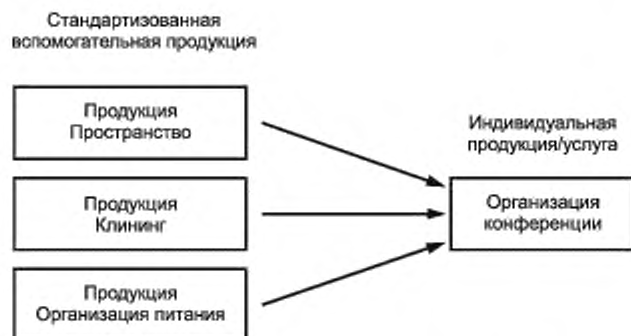 Стандартизованная
вспомогательная продукция
Продукция
Пространство
Продукция
Клининг
Продукция
Организация питания
Индивидуальная
продукция/услуга
Организация
конференции